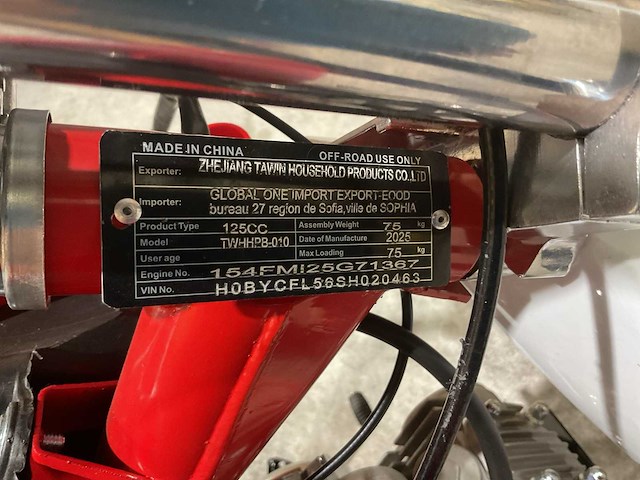 MADE IN CHINA OFF-ROAD USE ONLY
Exporter: ZHEJIANG TAWIN HOUSEHOLD PRODUCTS CO.,LTD
Importer: GLOBAL ONE IMPORT EXPORT-EOOD
bureau 27 region de Sofia,ville de SOPHIA
Product Type 125CC Assembly Weight 75 kg
Model TWHHPB-010 Date of Manufacture 2025
User age Max Loading 75 kg
Engine No. 154FMI25G71367
VIN No. H0BYCFL56SH020463